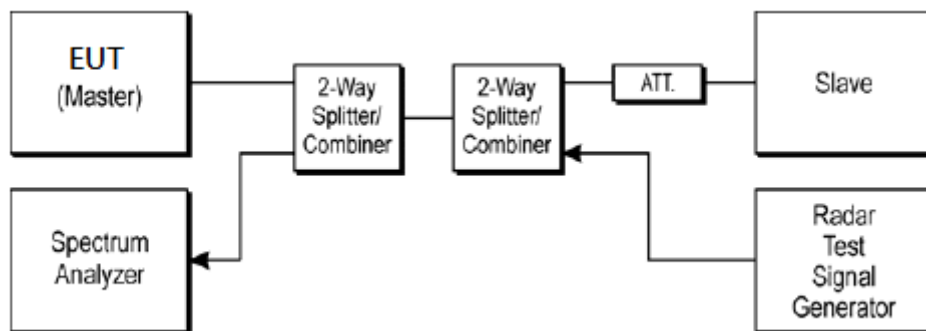 EUT
(Master)
2-Way
Splitter/
Combiner
2-Way
Splitter/
Combiner
ATT.
Slave
Spectrum
Analyzer
Radar
Test
Signal
Generator